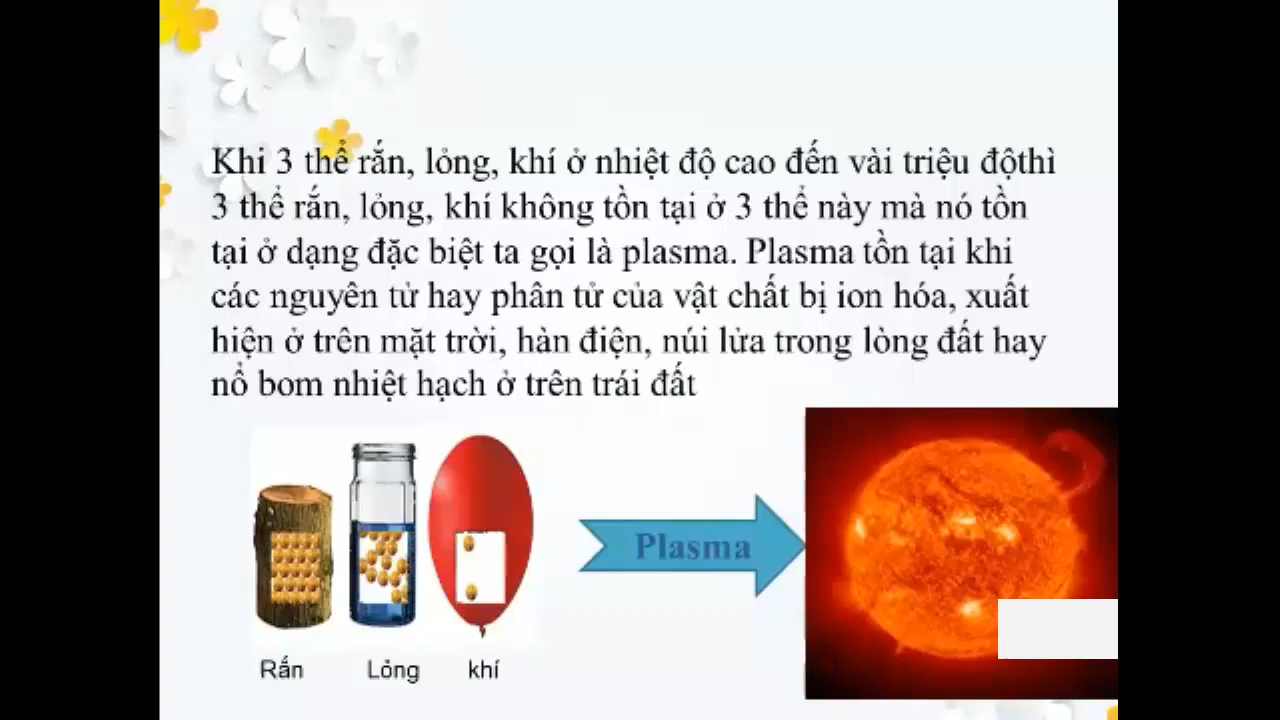 Khi 3 thể rắn, lỏng, khí ở nhiệt độ cao đến vài triệu độthì
3 thể rắn, lỏng, khí không tồn tại ở 3 thể này mà nó tồn
tại ở dạng đặc biệt ta gọi là plasma. Plasma tồn tại khi
các nguyên tử hay phân tử của vật chất bị ion hóa, xuất
hiện ở trên mặt trời, hàn điện, núi lửa trong lòng đất hay
nổ bom nhiệt hạch ở trên trái đất
Plasma
Rắn Lỏng khí